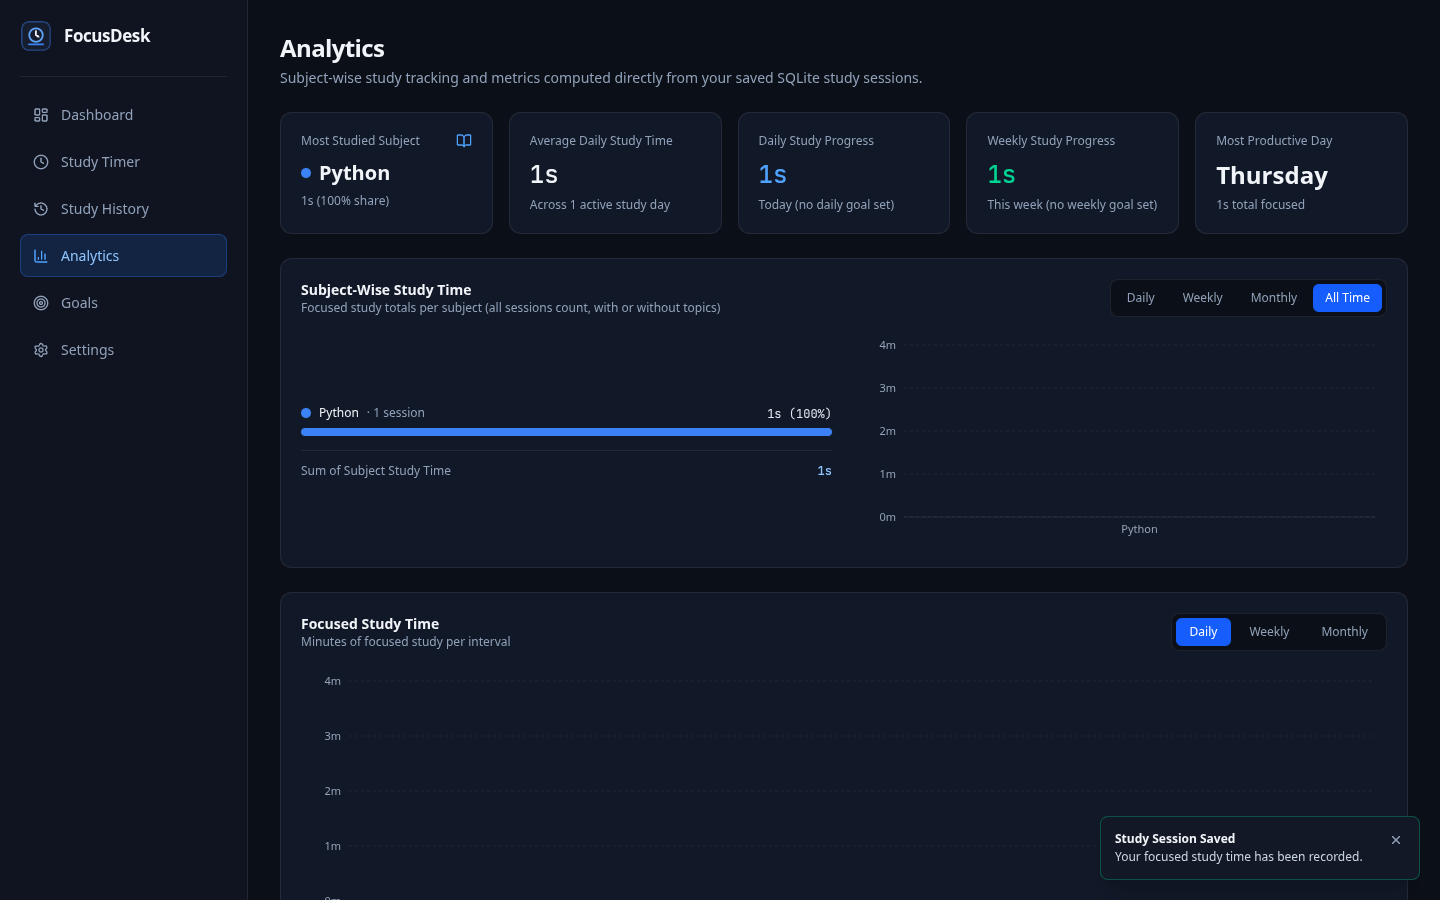 FocusDesk
Dashboard
Study Timer
Study History
Analytics
Goals
Settings
Analytics
Subject-wise study tracking and metrics computed directly from your saved SQLite study sessions.
Most Studied Subject
Python
1s (100% share)
Average Daily Study Time
1s
Across 1 active study day
Daily Study Progress
1s
Today (no daily goal set)
Weekly Study Progress
1s
This week (no weekly goal set)
Most Productive Day
Thursday
1s total focused
Subject-Wise Study Time
Focused study totals per subject (all sessions count, with or without topics)
Daily Weekly Monthly All Time
Python · 1 session 1s (100%)
Sum of Subject Study Time 1s
4m
3m
2m
1m
0m
Python
Focused Study Time
Minutes of focused study per interval
Daily Weekly Monthly
4m
3m
2m
1m
0m
Study Session Saved
Your focused study time has been recorded.